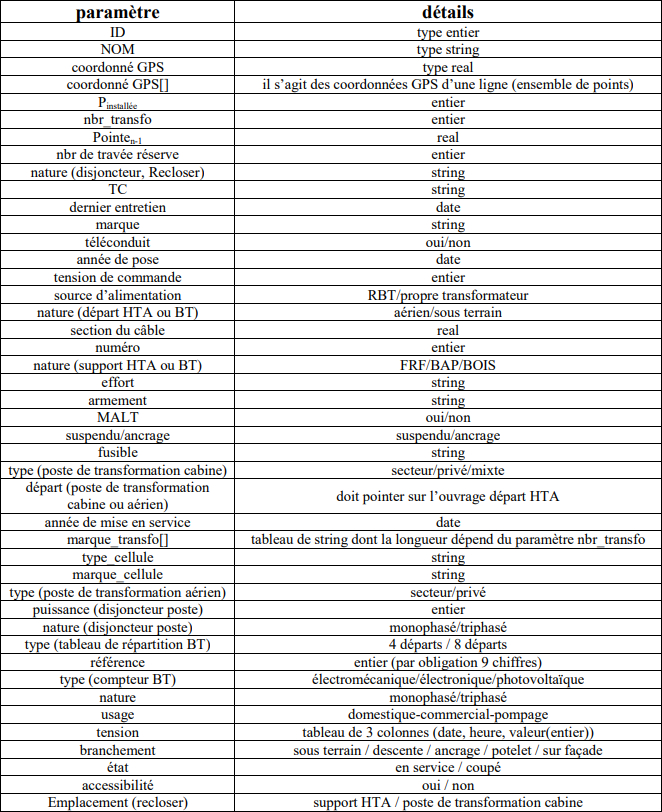 paramètre détails
ID type entier
NOM type string
coordonné GPS type real
coordonné GPS[] il s’agit des coordonnées GPS d’une ligne (ensemble de points)
Pinstallée entier
nbr_transfo entier
Pointen-1 real
nbr de travée réserve entier
nature (disjoncteur, Recloser) string
TC string
dernier entretien date
marque string
téléconduit oui/non
année de pose date
tension de commande entier
source d’alimentation RBT/propre transformateur
nature (départ HTA ou BT) aérien/sous terrain
section du câble real
numéro entier
nature (support HTA ou BT) FRF/BAP/BOIS
effort string
armement string
MALT oui/non
suspendu/ancrage suspendu/ancrage
fusible string
type (poste de transformation cabine) secteur/privé/mixte
départ (poste de transformation
cabine ou aérien) doit pointer sur l’ouvrage départ HTA
année de mise en service date
marque_transfo[] tableau de string dont la longueur dépend du paramètre nbr_transfo
type_cellule string
marque_cellule string
type (poste de transformation aérien) secteur/privé
puissance (disjoncteur poste) entier
nature (disjoncteur poste) monophasé/triphasé
type (tableau de répartition BT) 4 départs / 8 départs
référence entier (par obligation 9 chiffres)
type (compteur BT) électromécanique/électronique/photovoltaïque
nature monophasé/triphasé
usage domestique-commercial-pompage
tension tableau de 3 colonnes (date, heure, valeur(entier))
branchement sous terrain / descente / ancrage / potelet / sur façade
état en service / coupé
accessibilité oui / non
Emplacement (recloser) support HTA / poste de transformation cabine